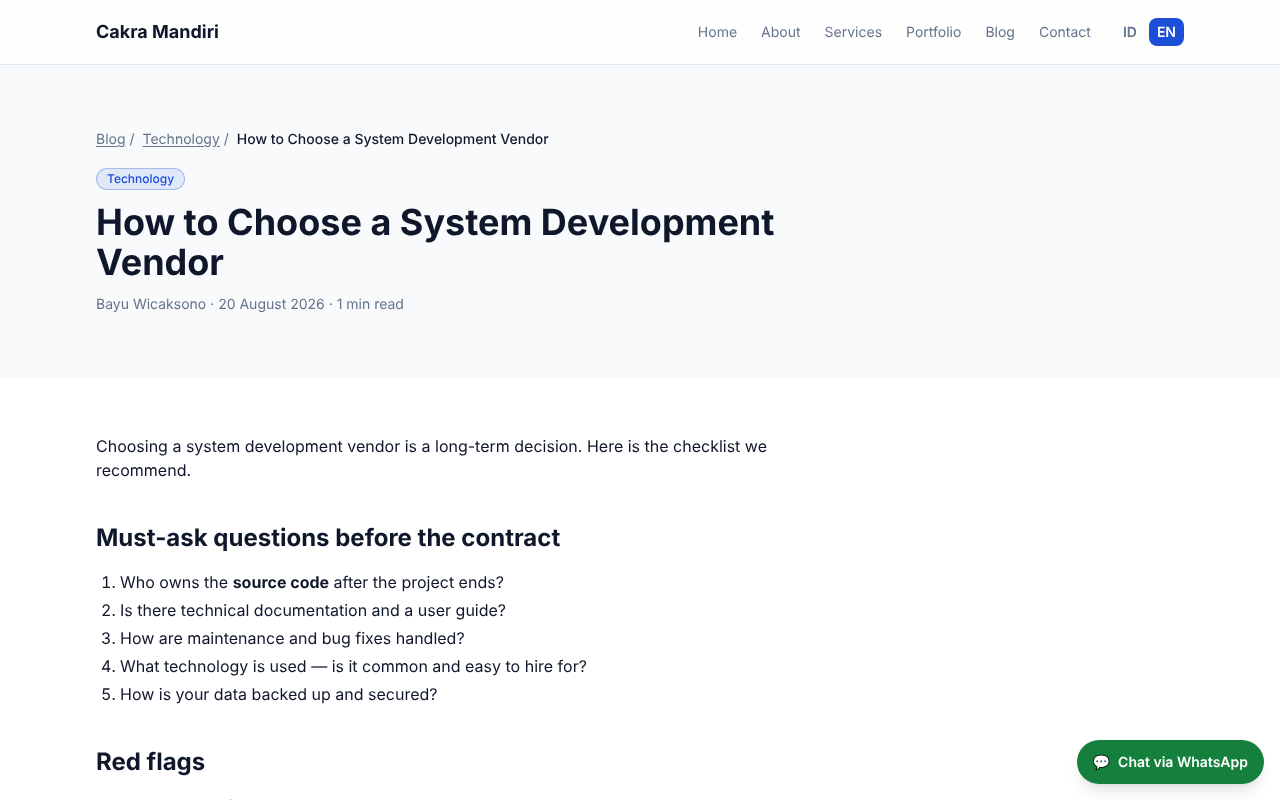 Cakra Mandiri
Home About Services Portfolio Blog Contact ID EN
Blog / Technology / How to Choose a System Development Vendor
Technology
How to Choose a System Development
Vendor
Bayu Wicaksono · 20 August 2026 · 1 min read
Choosing a system development vendor is a long-term decision. Here is the checklist we
recommend.
Must-ask questions before the contract
1. Who owns the source code after the project ends?
2. Is there technical documentation and a user guide?
3. How are maintenance and bug fixes handled?
4. What technology is used — is it common and easy to hire for?
5. How is your data backed up and secured?
Red flags
💬 Chat via WhatsApp